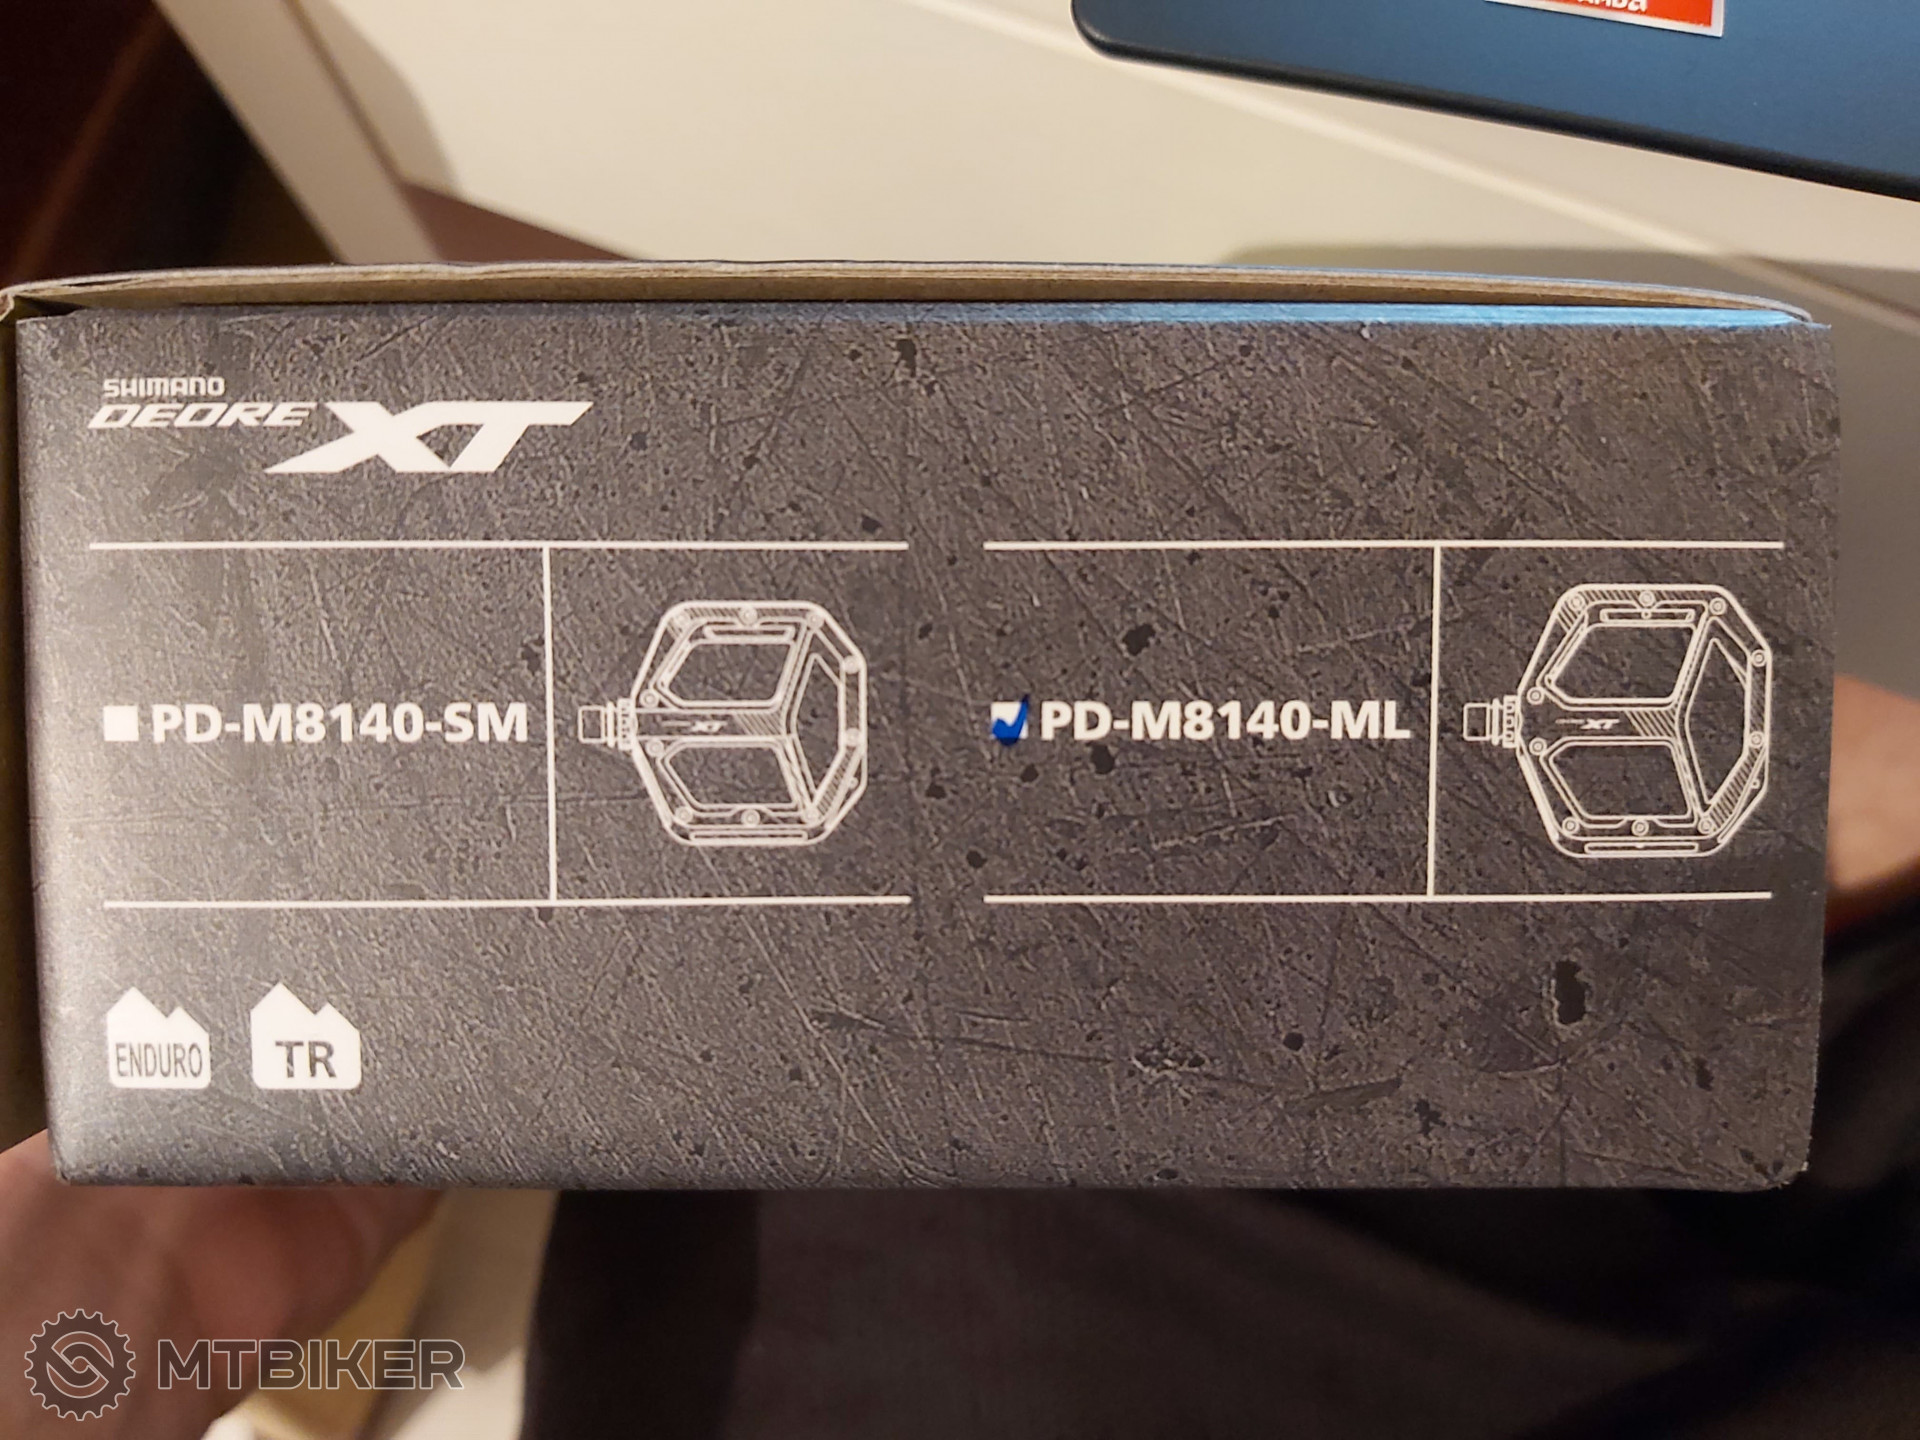 SHIMANO
DEORE XT
PD-M8140-SM
XT
PD-M8140-ML
XT
ENDURO
TR
MTBIKER